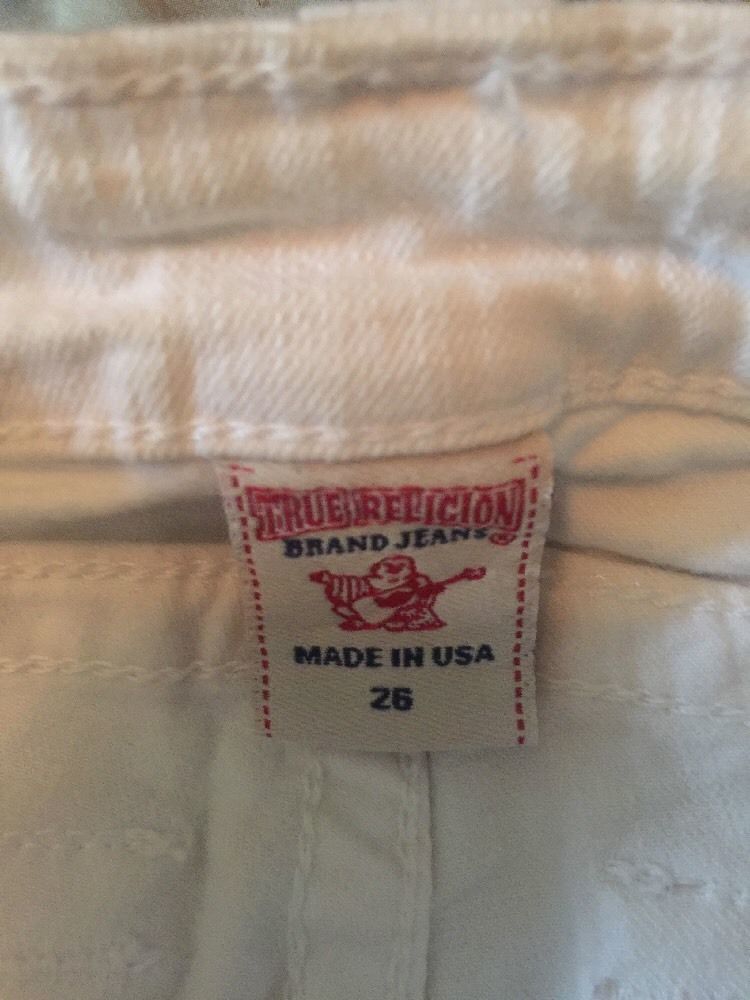 TRUE RELIGION
BRAND JEANS®
MADE IN USA
26